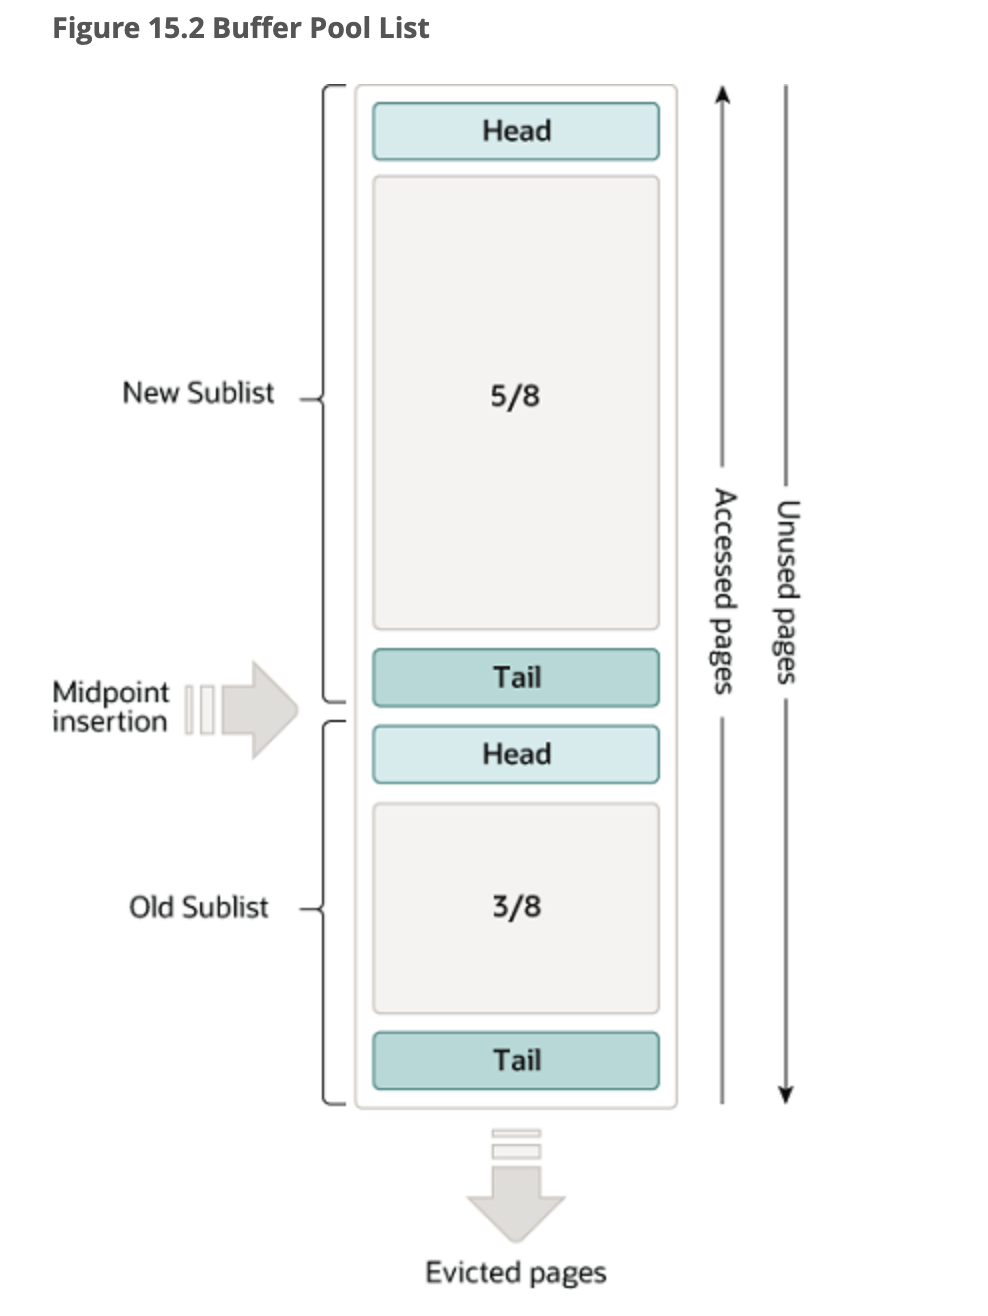 Figure 15.2 Buffer Pool List
Head
5/8
New Sublist
Accessed pages
Unused pages
Tail
Midpoint
insertion
Head
3/8
Old Sublist
Tail
Evicted pages